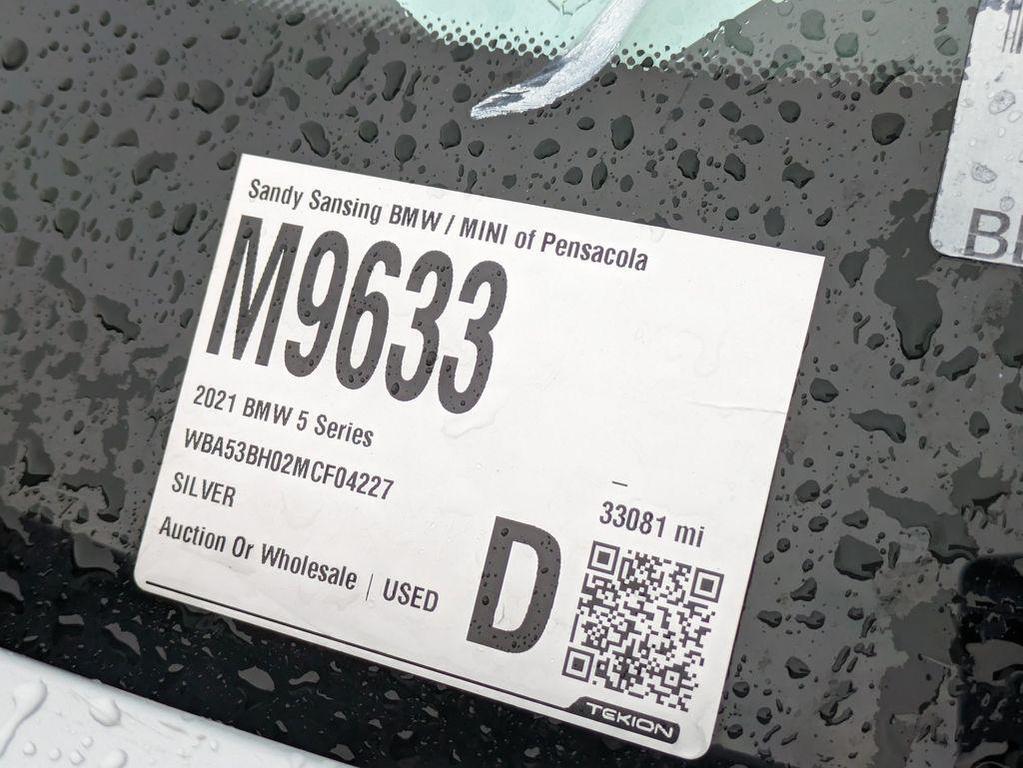 Sandy Sansing BMW / MINI of Pensacola
M9633
2021 BMW 5 Series
WBA53BH02MCF04227
SILVER
Auction Or Wholesale | USED
–
33081 mi
D
TEKION